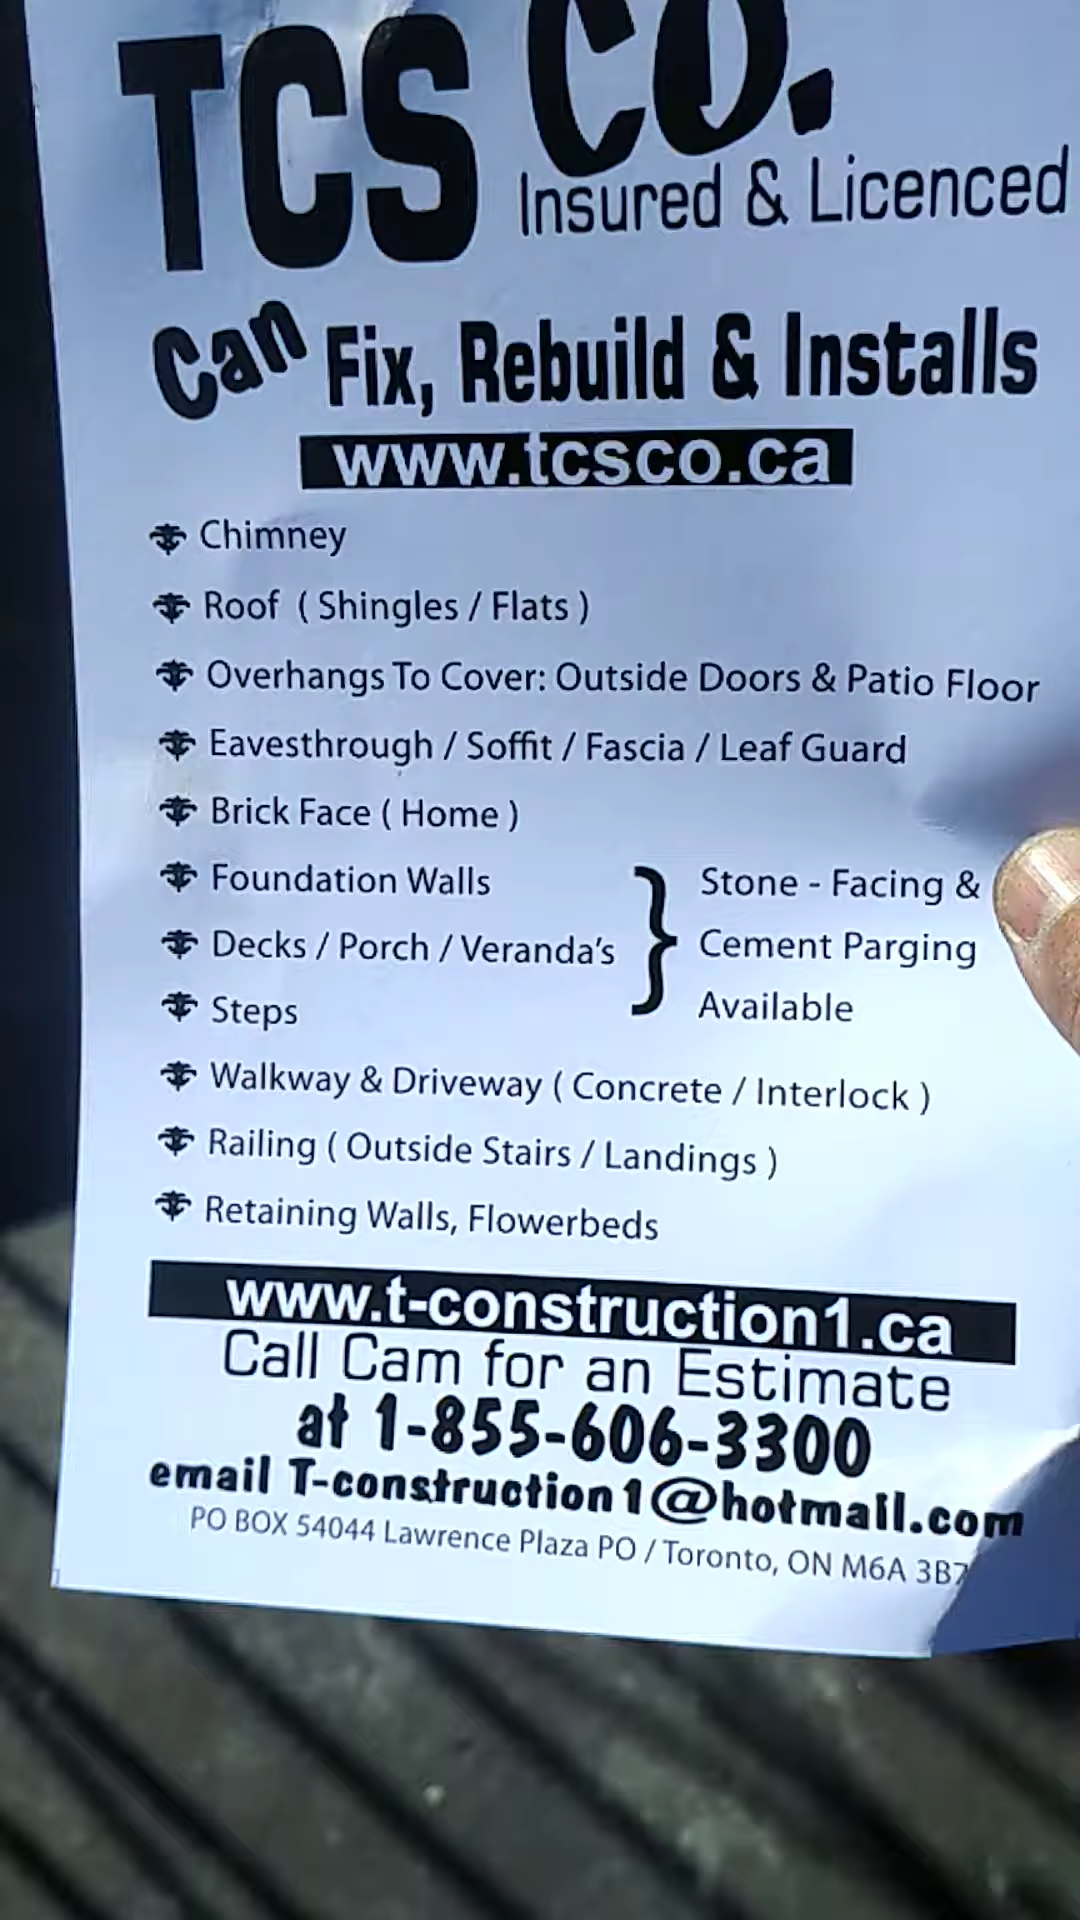 TCS Co.
Insured & Licenced
Can Fix, Rebuild & Installs
www.tcsco.ca
Chimney
Roof ( Shingles / Flats )
Overhangs To Cover: Outside Doors & Patio Floor
Eavesthrough / Soffit / Fascia / Leaf Guard
Brick Face ( Home )
Foundation Walls
Decks / Porch / Veranda's
Steps
} Stone - Facing &
Cement Parging
Available
Walkway & Driveway ( Concrete / Interlock )
Railing ( Outside Stairs / Landings )
Retaining Walls, Flowerbeds
www.t-construction1.ca
Call Cam for an Estimate
at 1-855-606-3300
email T-construction1@hotmail.com
PO BOX 54044 Lawrence Plaza PO / Toronto, ON M6A 3B7